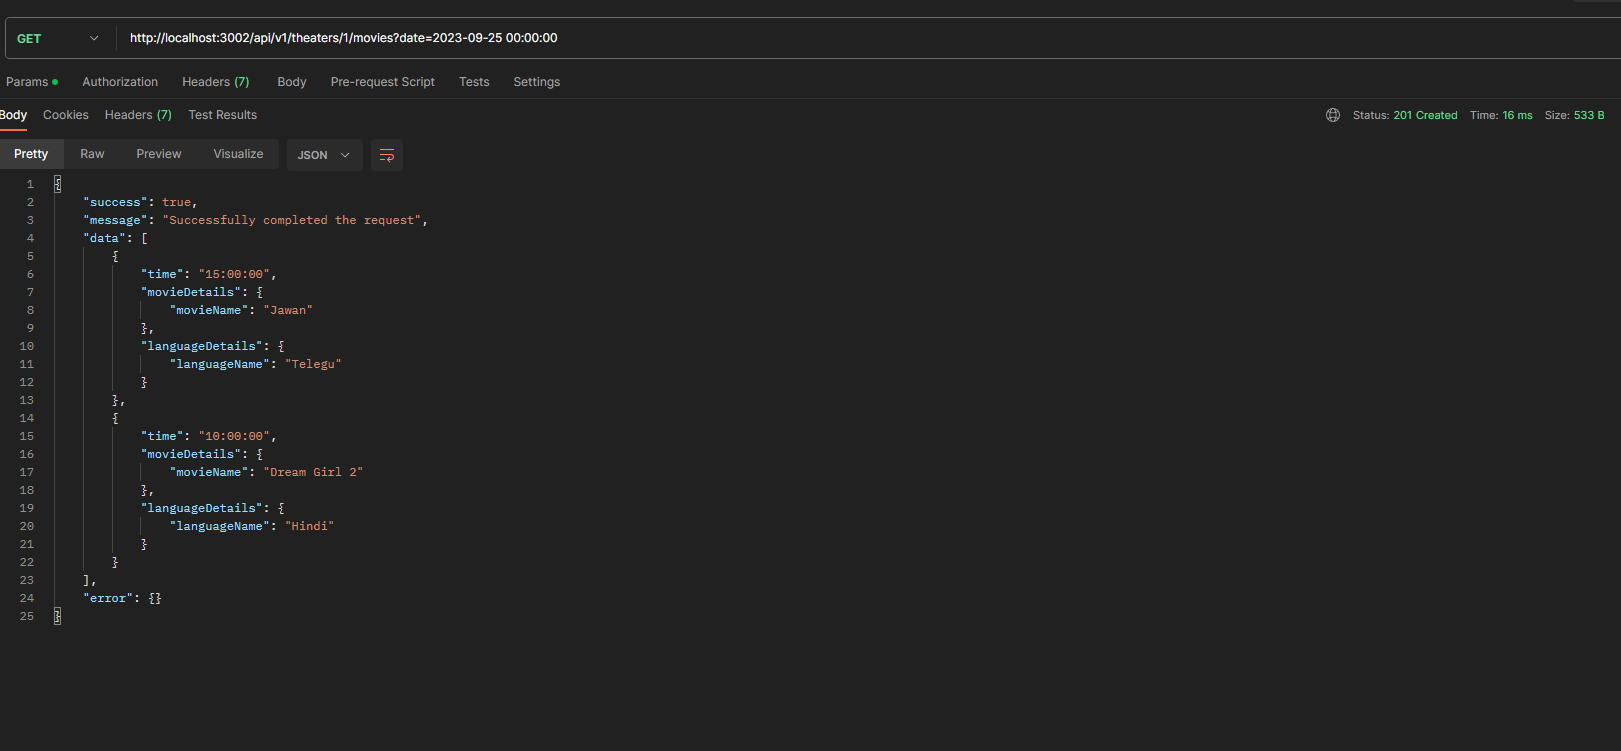 GET http://localhost:3002/api/v1/theaters/1/movies?date=2023-09-25 00:00:00
Params Authorization Headers (7) Body Pre-request Script Tests Settings
Body Cookies Headers (7) Test Results Status: 201 Created Time: 16 ms Size: 533 B
Pretty Raw Preview Visualize JSON
1 {
2 "success": true,
3 "message": "Successfully completed the request",
4 "data": [
5 {
6 "time": "15:00:00",
7 "movieDetails": {
8 "movieName": "Jawan"
9 },
10 "languageDetails": {
11 "languageName": "Telegu"
12 }
13 },
14 {
15 "time": "10:00:00",
16 "movieDetails": {
17 "movieName": "Dream Girl 2"
18 },
19 "languageDetails": {
20 "languageName": "Hindi"
21 }
22 }
23 ],
24 "error": {}
25 }